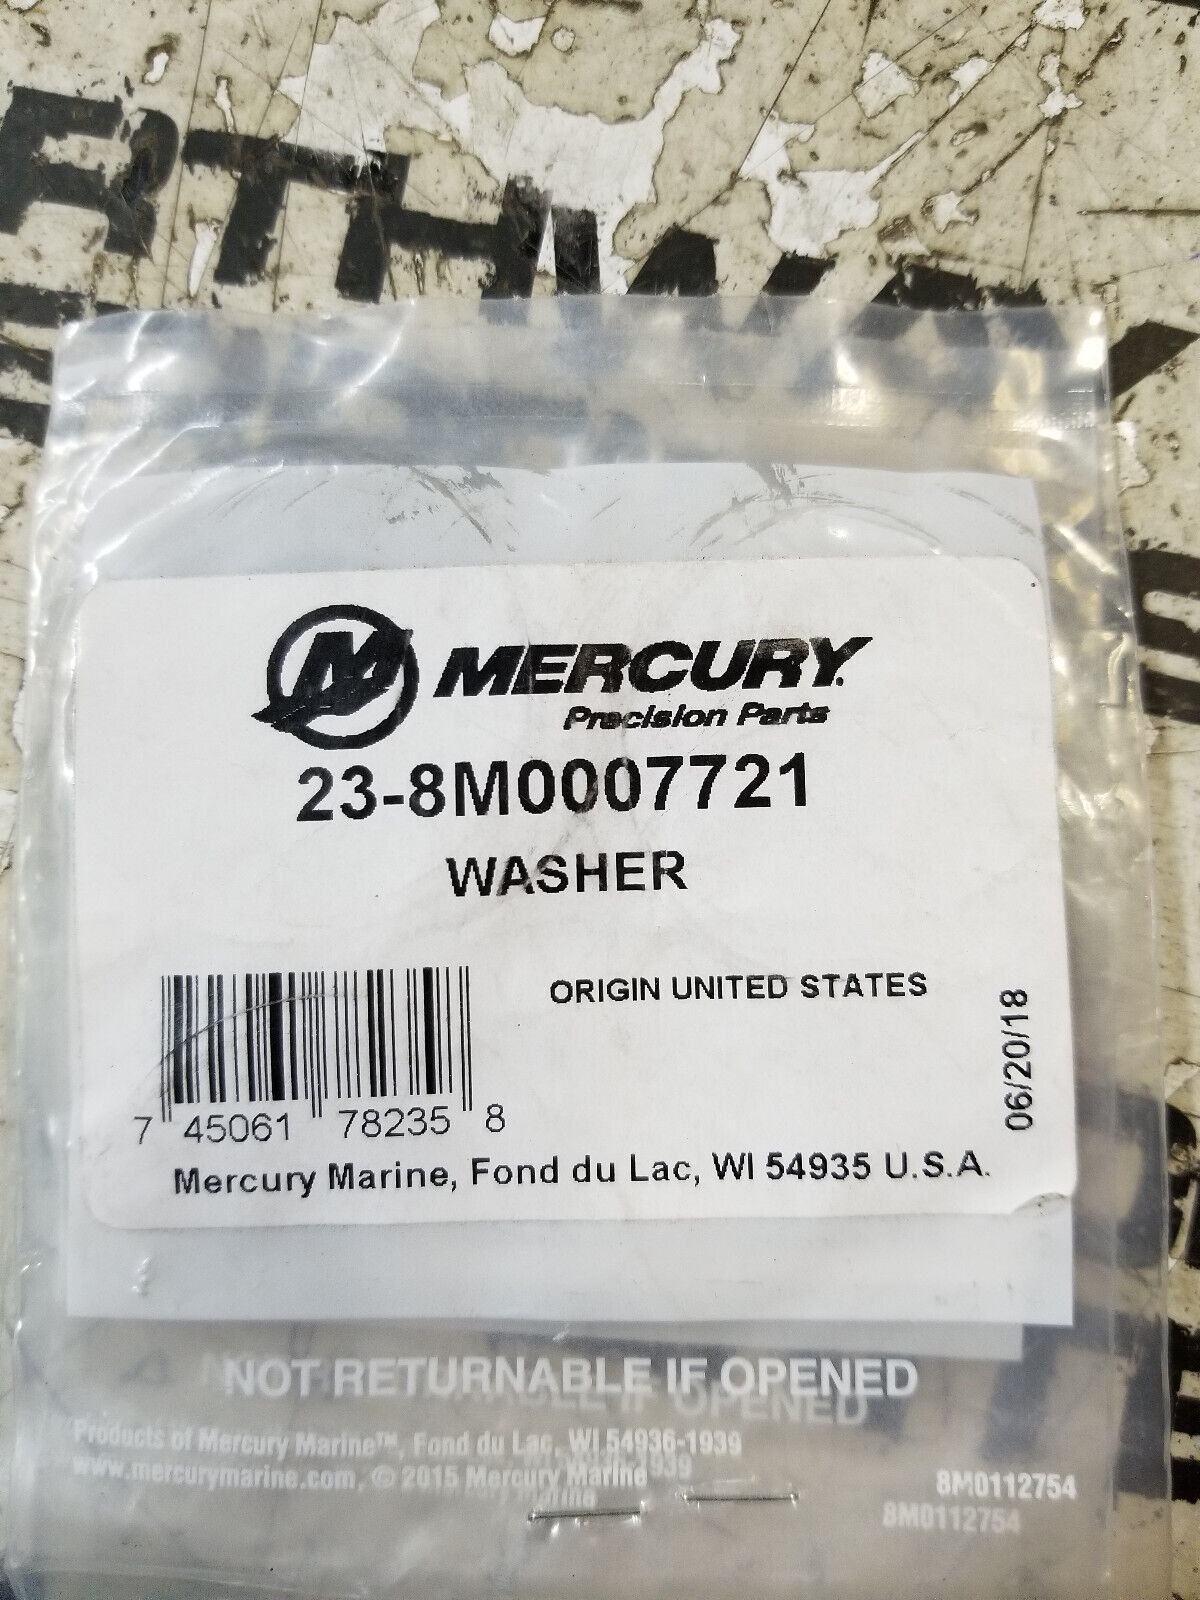 MERCURY
Precision Parts
23-8M0007721
WASHER
ORIGIN UNITED STATES
06/20/18
7 45061 78235 8
Mercury Marine, Fond du Lac, WI 54935 U.S.A.
NOT RETURNABLE IF OPENED
Products of Mercury Marine™, Fond du Lac, WI 54936-1939
www.mercurymarine.com, © 2015 Mercury Marine
8M0112754
8M0112754